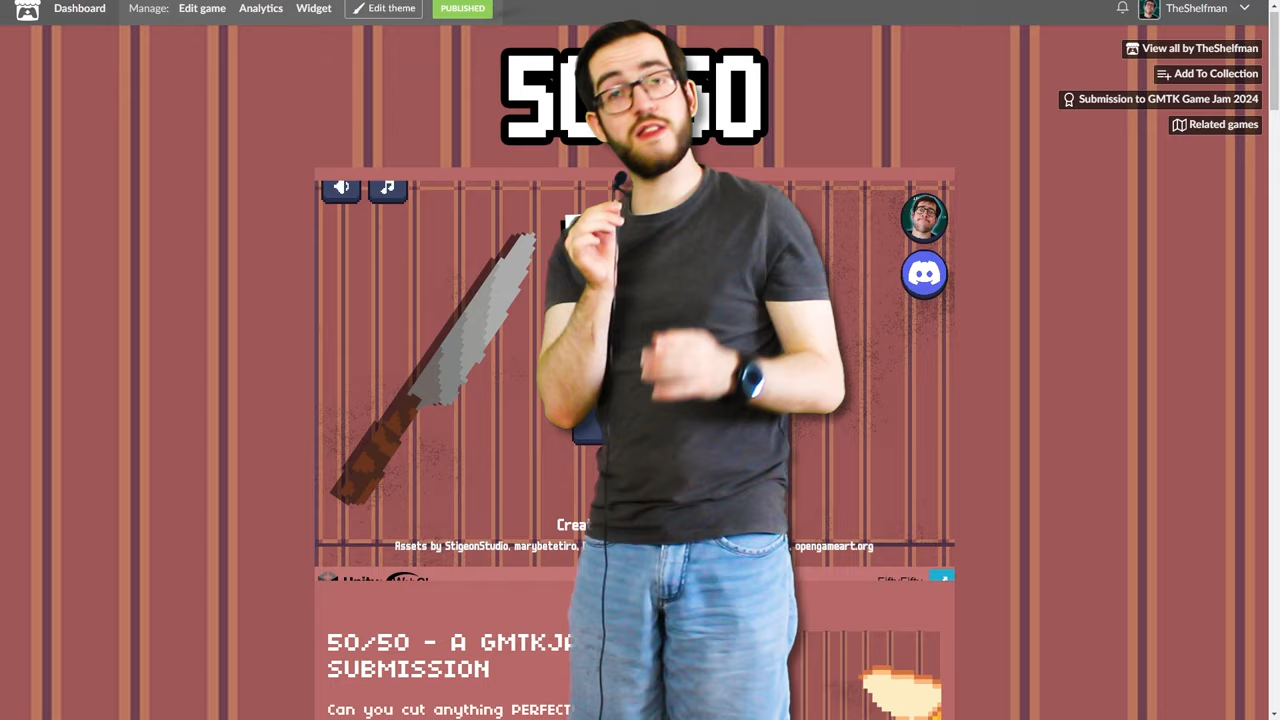 Dashboard Manage: Edit game Analytics Widget Edit theme PUBLISHED TheShelfman
View all by TheShelfman
Add To Collection
Submission to GMTK Game Jam 2024
Related games
50
Assets by StigeonStudio, marybetetiro, opengameart.org
50/50 - A
SUBMISSION
Can you cut anything